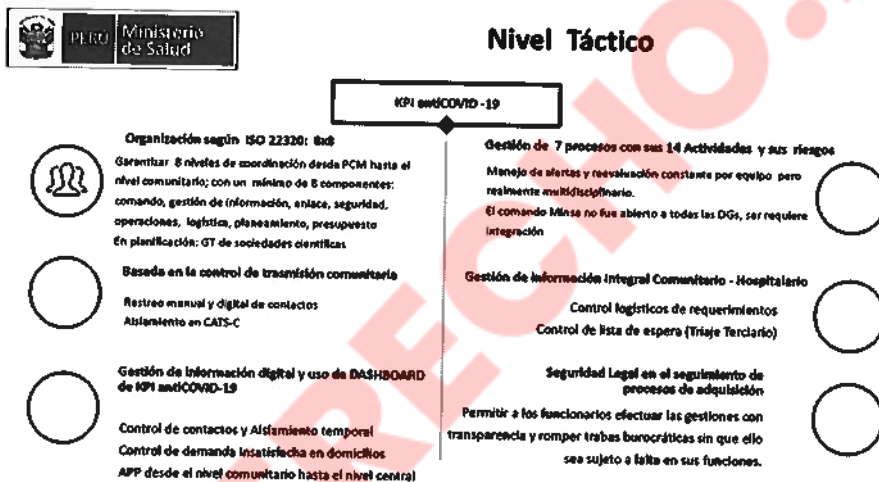 PERÚ
Ministerio
de Salud
Nivel Táctico
KPI antiCOVID -19
Organización según ISO 22320: 8x8
Garantizar 8 niveles de coordinación desde PCM hasta el
nivel comunitario; con un mínimo de 8 componentes:
comando, gestión de información, enlace, seguridad,
operaciones, logística, planeamiento, presupuesto
En planificación: GT de sociedades científicas
Basada en la control de trasmisión comunitaria
Rastreo manual y digital de contactos
Aislamiento en CATS-C
Gestión de información digital y uso de DASHBOARD
de KPI antiCOVID-19
Control de contactos y Aislamiento temporal
Control de demanda insatisfecha en domicilios
APP desde el nivel comunitario hasta el nivel central
Gestión de 7 procesos con sus 14 Actividades y sus riesgos
Manejo de alertas y reevaluación constante por equipo pero
realmente multidisciplinario.
El comando Minsa no fue abierto a todas las DGs, ser requiere
integración
Gestión de información Integral Comunitario - Hospitalario
Control logísticos de requerimientos
Control de lista de espera (Triaje Terciario)
Seguridad Legal en el seguimiento de
procesos de adquisición
Permitir a los funcionarios efectuar las gestiones con
transparencia y romper trabas burocráticas sin que ello
sea sujeto a falta en sus funciones.
ERECHO.